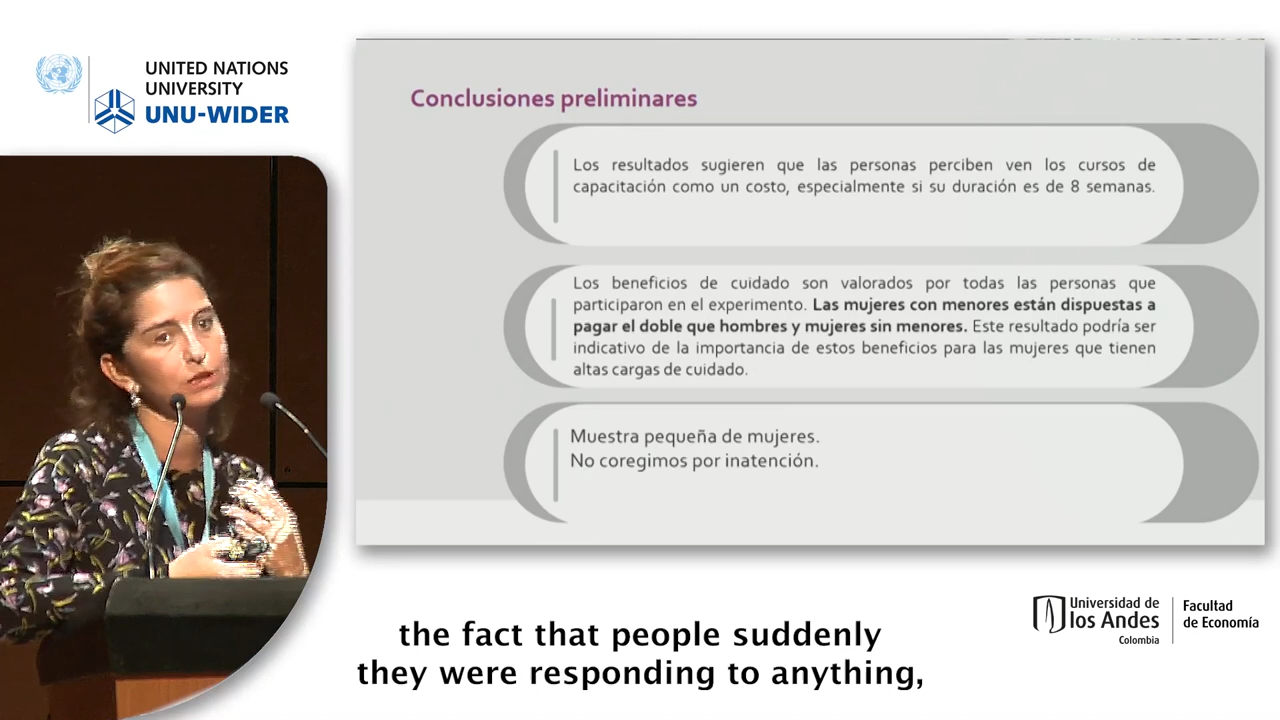 UNITED NATIONS
UNIVERSITY
UNU-WIDER
Conclusiones preliminares
Los resultados sugieren que las personas perciben ven los cursos de
capacitación como un costo, especialmente si su duración es de 8 semanas.
Los beneficios de cuidado son valorados por todas las personas que
participaron en el experimento. Las mujeres con menores están dispuestas a
pagar el doble que hombres y mujeres sin menores. Este resultado podría ser
indicativo de la importancia de estos beneficios para las mujeres que tienen
altas cargas de cuidado.
Muestra pequeña de mujeres.
No coregimos por inatención.
Universidad de
los Andes
Colombia
Facultad
de Economía
the fact that people suddenly
they were responding to anything,